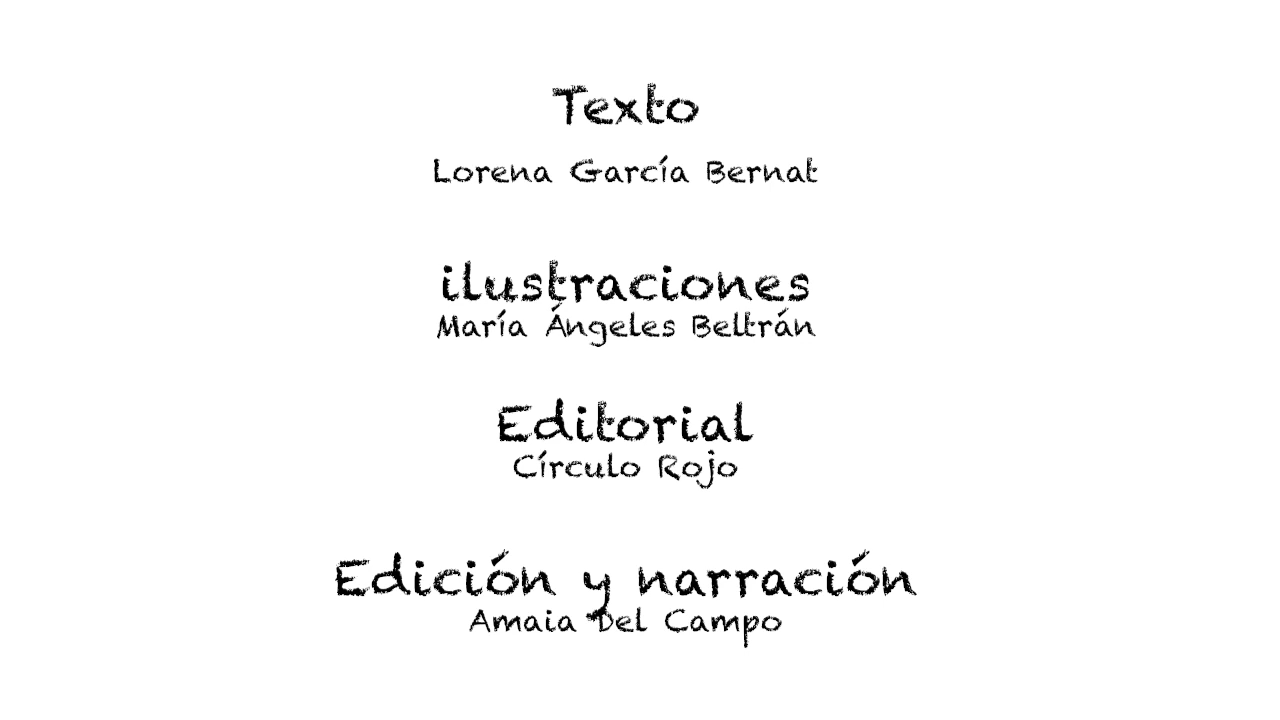 Texto
Lorena García Bernat
ilustraciones
María Ángeles Beltrán
Editorial
Círculo Rojo
Edición y narración
Amaia Del Campo